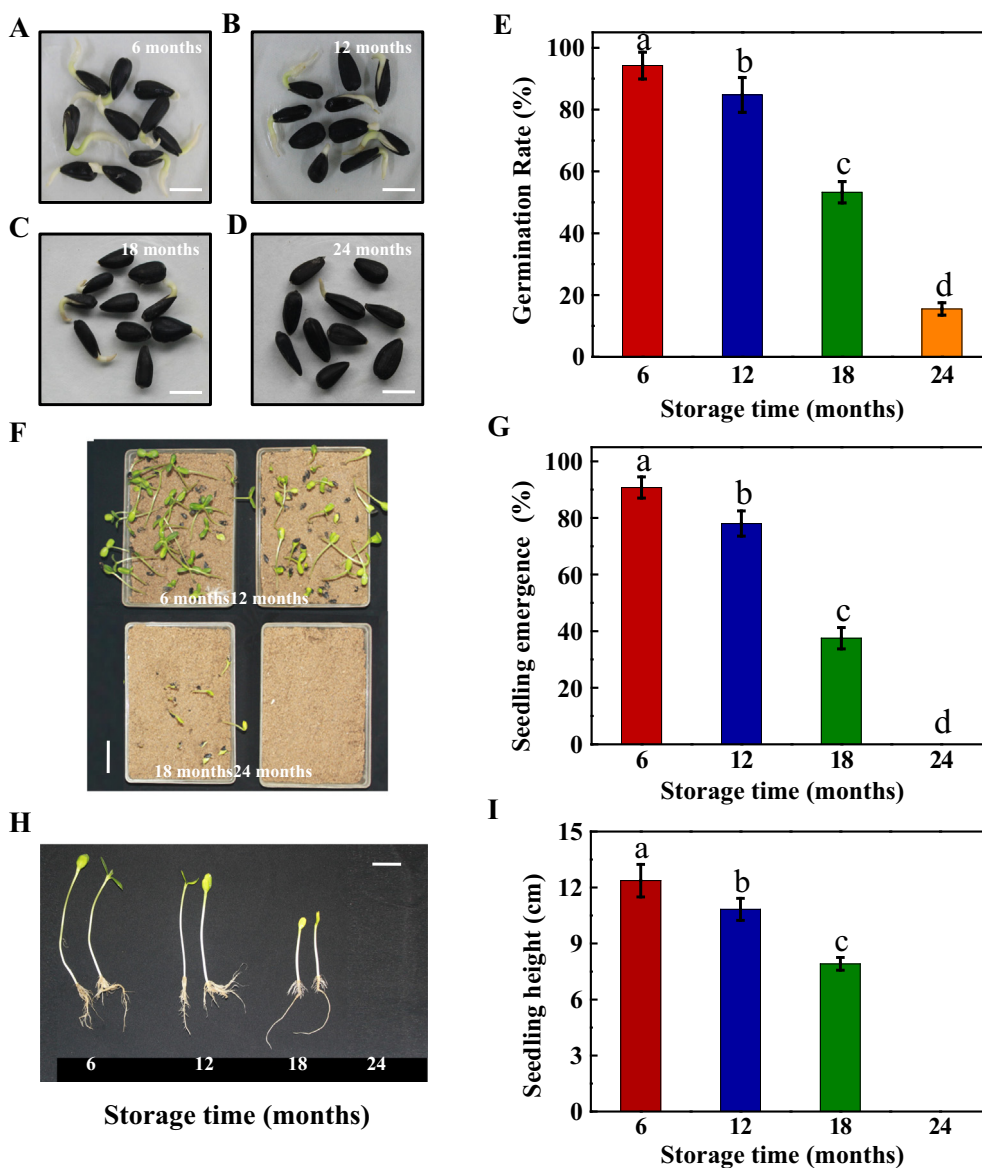 A
6 months
B
12 months
C
18 months
D
24 months
E
Germination Rate (%)
100
80
60
40
20
0
a
b
c
d
6 12 18 24
Storage time (months)
F
6 months12 months
18 months24 months
G
Seedling emergence (%)
100
80
60
40
20
0
a
b
c
d
6 12 18 24
Storage time (months)
H
6 12 18 24
Storage time (months)
I
Seedling height (cm)
15
12
9
6
3
0
a
b
c
6 12 18 24
Storage time (months)